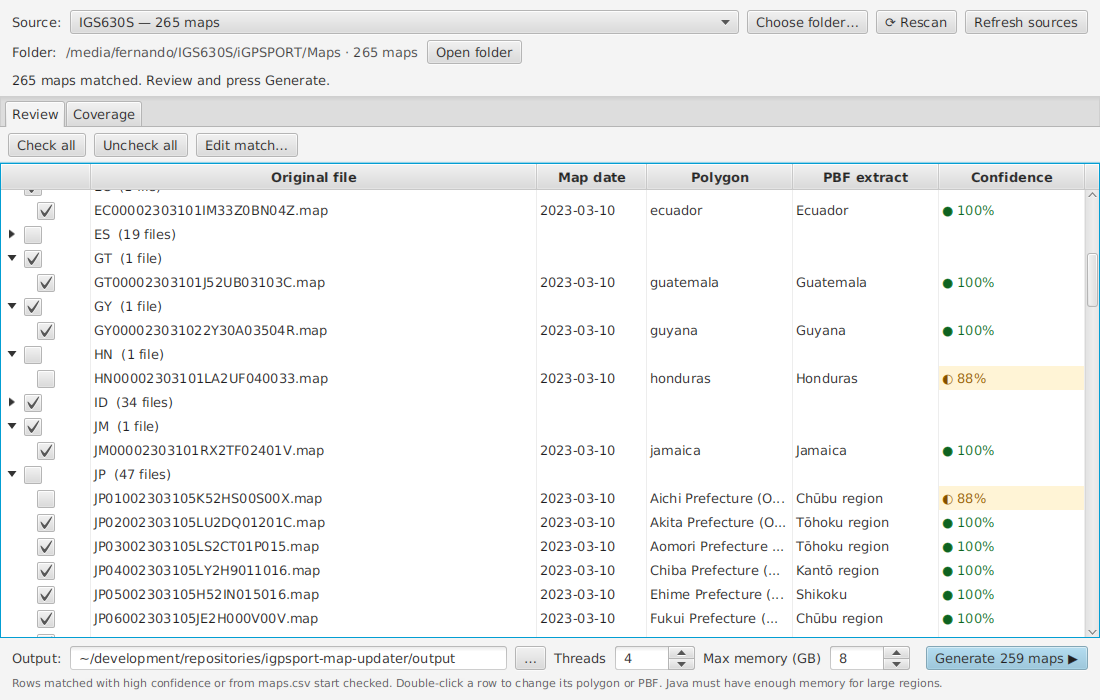 Source: IGS630S — 265 maps Choose folder... ⟳ Rescan Refresh sources
Folder: /media/fernando/IGS630S/iGPSPORT/Maps · 265 maps Open folder
265 maps matched. Review and press Generate.
Review Coverage
Check all Uncheck all Edit match...
Original file Map date Polygon PBF extract Confidence
EC00002303101IM33Z0BN04Z.map 2023-03-10 ecuador Ecuador ● 100%
ES (19 files)
GT (1 file)
GT00002303101J52UB03103C.map 2023-03-10 guatemala Guatemala ● 100%
GY (1 file)
GY000023031022Y30A03504R.map 2023-03-10 guyana Guyana ● 100%
HN (1 file)
HN00002303101LA2UF040033.map 2023-03-10 honduras Honduras ◐ 88%
ID (34 files)
JM (1 file)
JM00002303101RX2TF02401V.map 2023-03-10 jamaica Jamaica ● 100%
JP (47 files)
JP01002303105K52HS00S00X.map 2023-03-10 Aichi Prefecture (O... Chūbu region ◐ 88%
JP02002303105LU2DQ01201C.map 2023-03-10 Akita Prefecture (O... Tōhoku region ● 100%
JP03002303105LS2CT01P015.map 2023-03-10 Aomori Prefecture ... Tōhoku region ● 100%
JP04002303105LY2H9011016.map 2023-03-10 Chiba Prefecture (... Kantō region ● 100%
JP05002303105H52IN015016.map 2023-03-10 Ehime Prefecture (... Shikoku ● 100%
JP06002303105JE2H000V00V.map 2023-03-10 Fukui Prefecture (... Chūbu region ● 100%
Output: ~/development/repositories/igpsport-map-updater/output ... Threads 4 Max memory (GB) 8 Generate 259 maps ▶
Rows matched with high confidence or from maps.csv start checked. Double-click a row to change its polygon or PBF. Java must have enough memory for large regions.